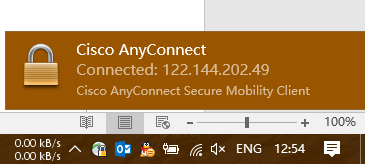 Cisco AnyConnect
Connected: 122.144.202.49
Cisco AnyConnect Secure Mobility Client
100%
0.00 kB/s
0.00 kB/s
ENG 12:54